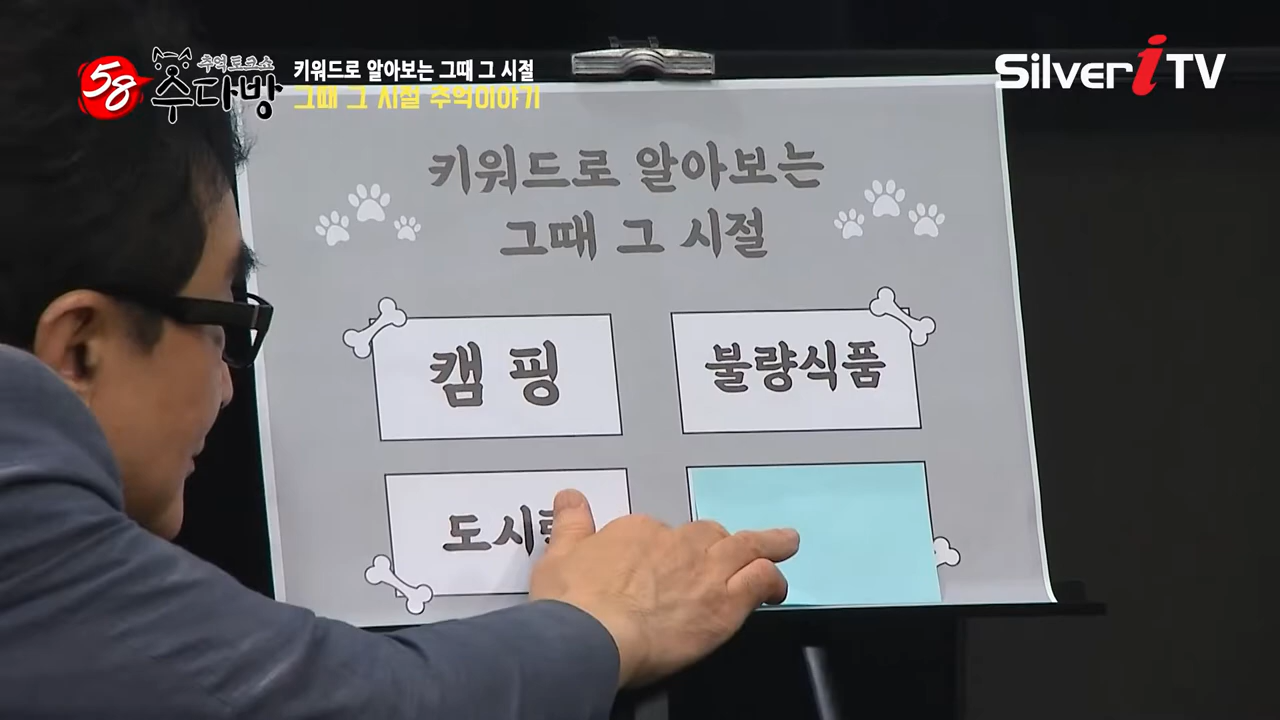 58
추억토크쇼
수다방
키워드로 알아보는 그때 그 시절
그때 그 시절 추억이야기
Silver i TV
키워드로 알아보는
그때 그 시절
캠핑
불량식품
도시